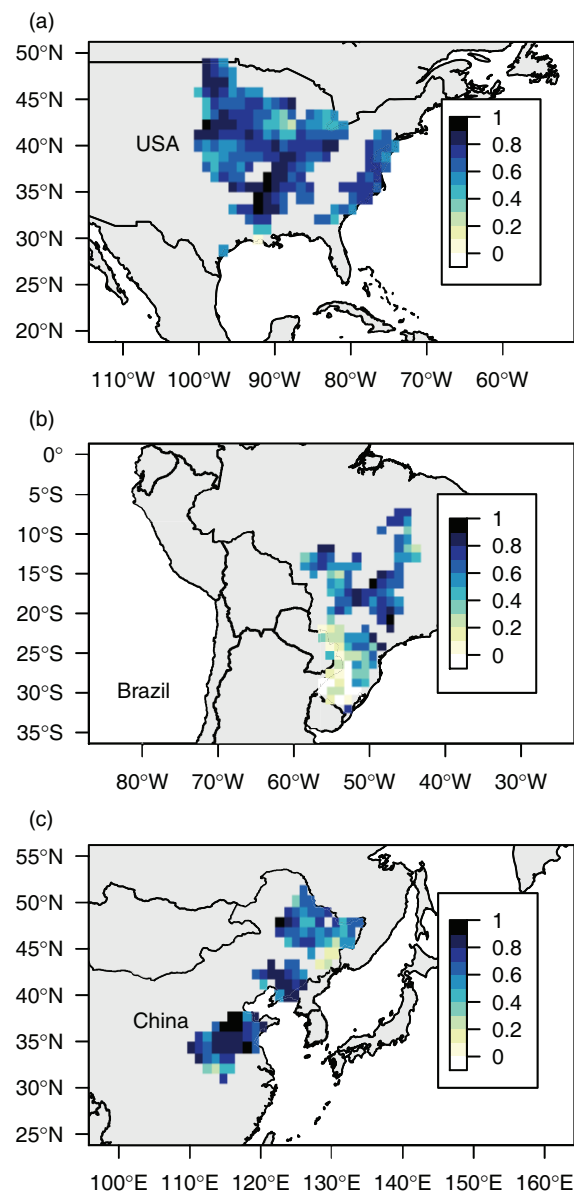 (a)
50°N
45°N
40°N
35°N
30°N
25°N
20°N
USA
1
0.8
0.6
0.4
0.2
0
110°W 100°W 90°W 80°W 70°W 60°W
(b)
0°
5°S
10°S
15°S
20°S
25°S
30°S
35°S
Brazil
1
0.8
0.6
0.4
0.2
0
80°W 60°W 50°W 40°W 30°W
(c)
55°N
50°N
45°N
40°N
35°N
30°N
25°N
China
1
0.8
0.6
0.4
0.2
0
100°E 110°E 120°E 130°E 140°E 150°E 160°E